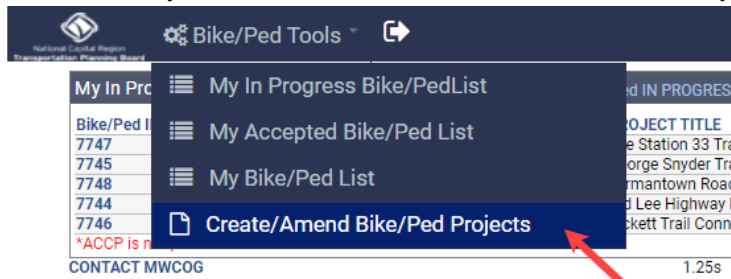 National Capital Region
Transportation Planning Board
Bike/Ped Tools
My In Pro
ed IN PROGRES
My In Progress Bike/PedList
Bike/Ped I
ROJECT TITLE
7747
e Station 33 Tra
My Accepted Bike/Ped List
7745
orge Snyder Tra
7748
rmantown Road
My Bike/Ped List
7744
d Lee Highway
7746
ckett Trail Conn
Create/Amend Bike/Ped Projects
*ACCP is n
CONTACT MWCOG
1.25s